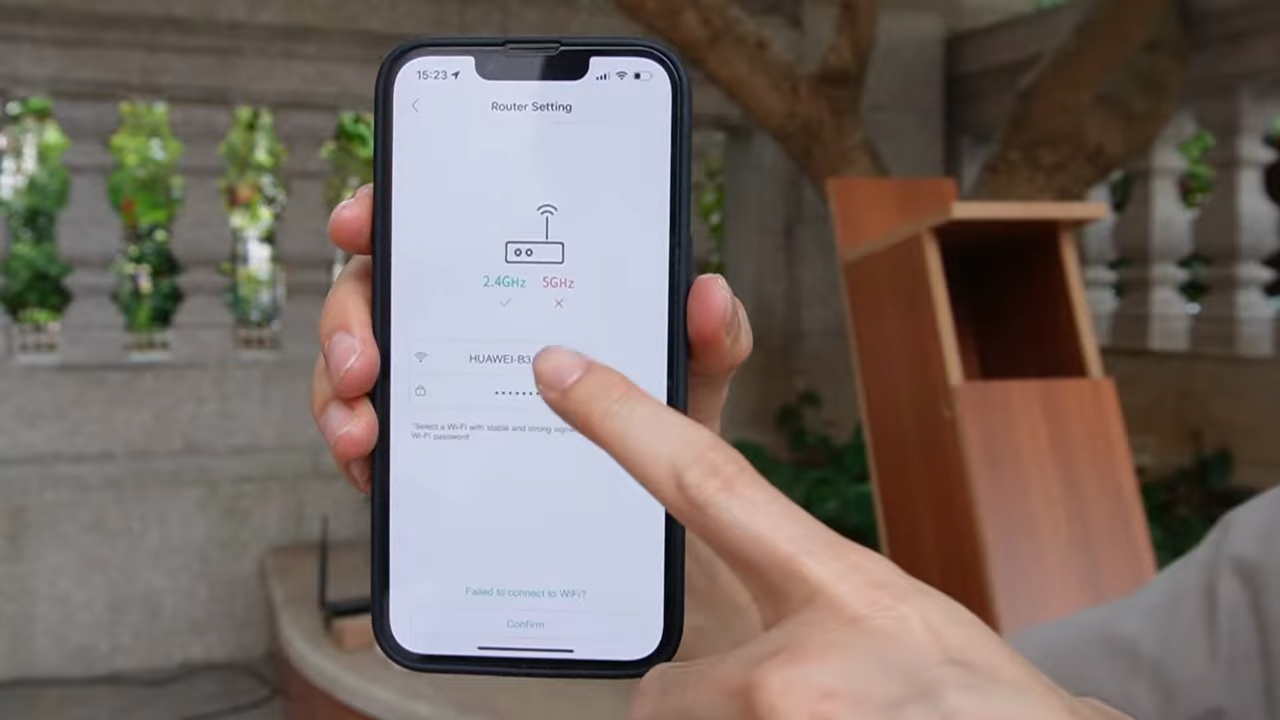 15:23
Router Setting
2.4GHz 5GHz
HUAWEI-B3
*Select a Wi-Fi with stable and strong
Wi-Fi password
Failed to connect to WiFi?
Confirm